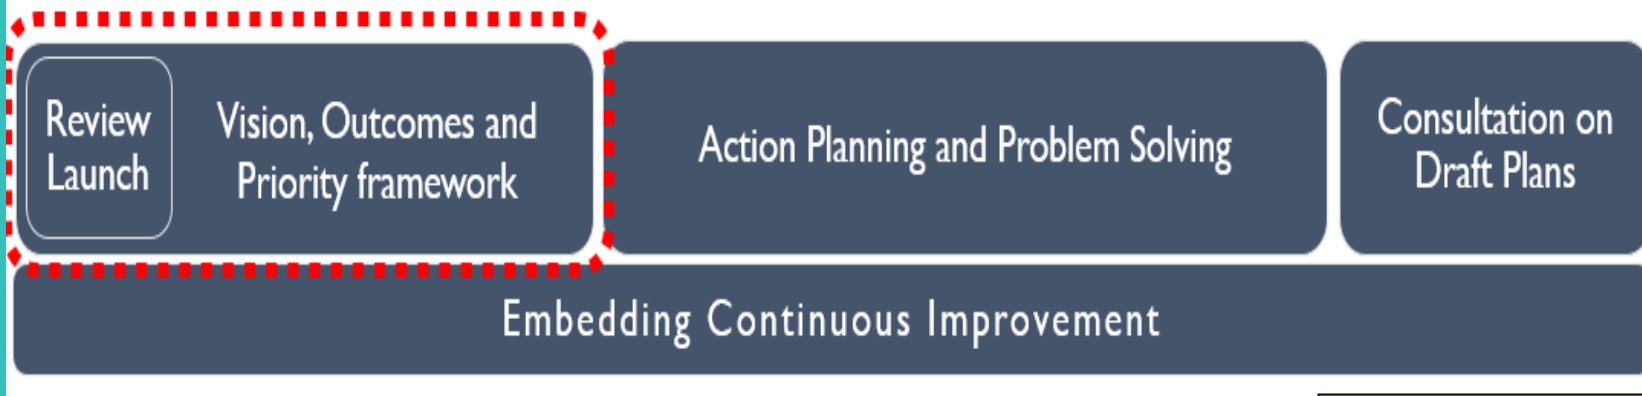 Review
Launch
Vision, Outcomes and
Priority framework
Action Planning and Problem Solving
Consultation on
Draft Plans
Embedding Continuous Improvement